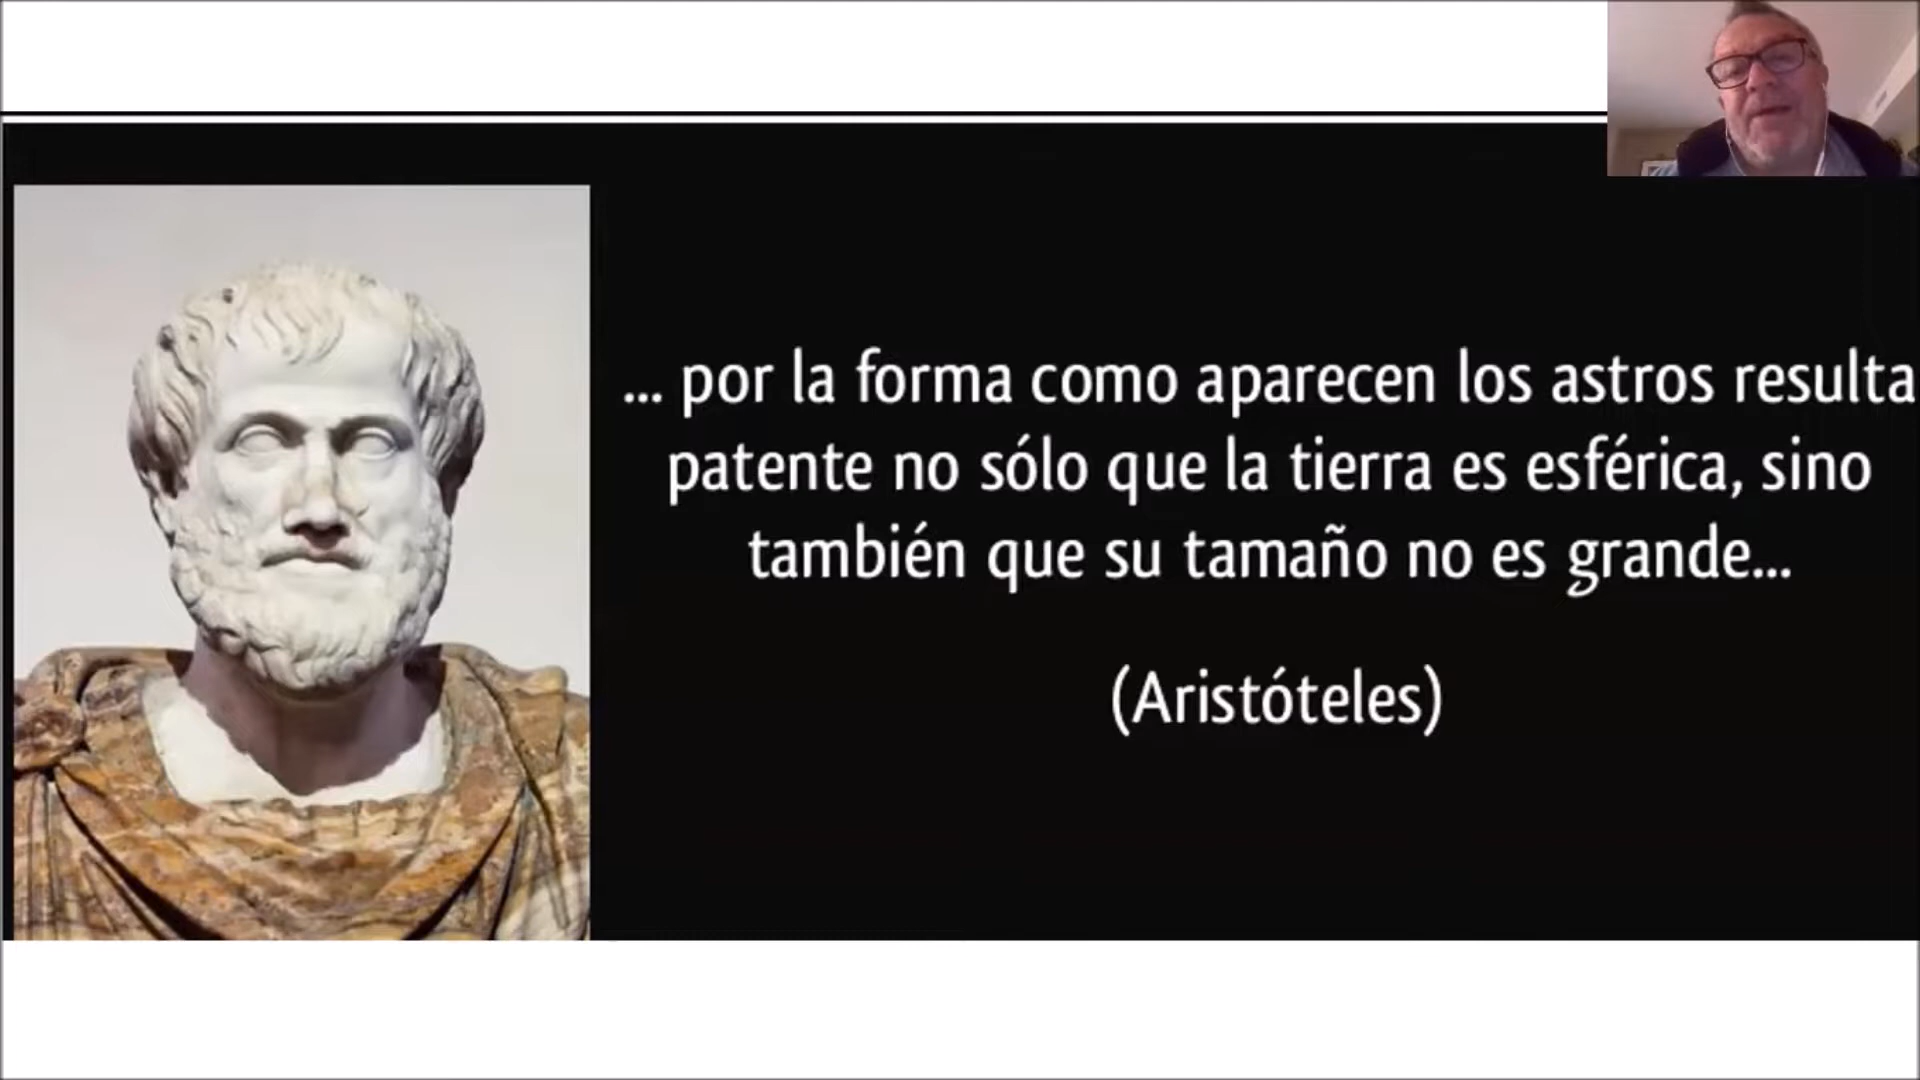 ... por la forma como aparecen los astros resulta
patente no sólo que la tierra es esférica, sino
también que su tamaño no es grande...
(Aristóteles)